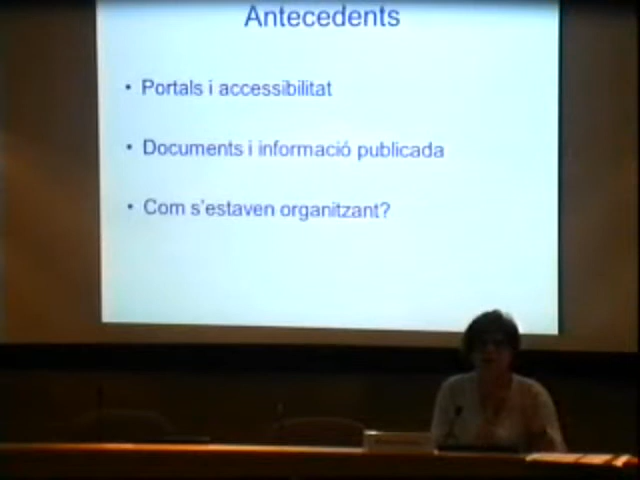 Antecedents
• Portals i accessibilitat
• Documents i informació publicada
• Com s'estaven organitzant?